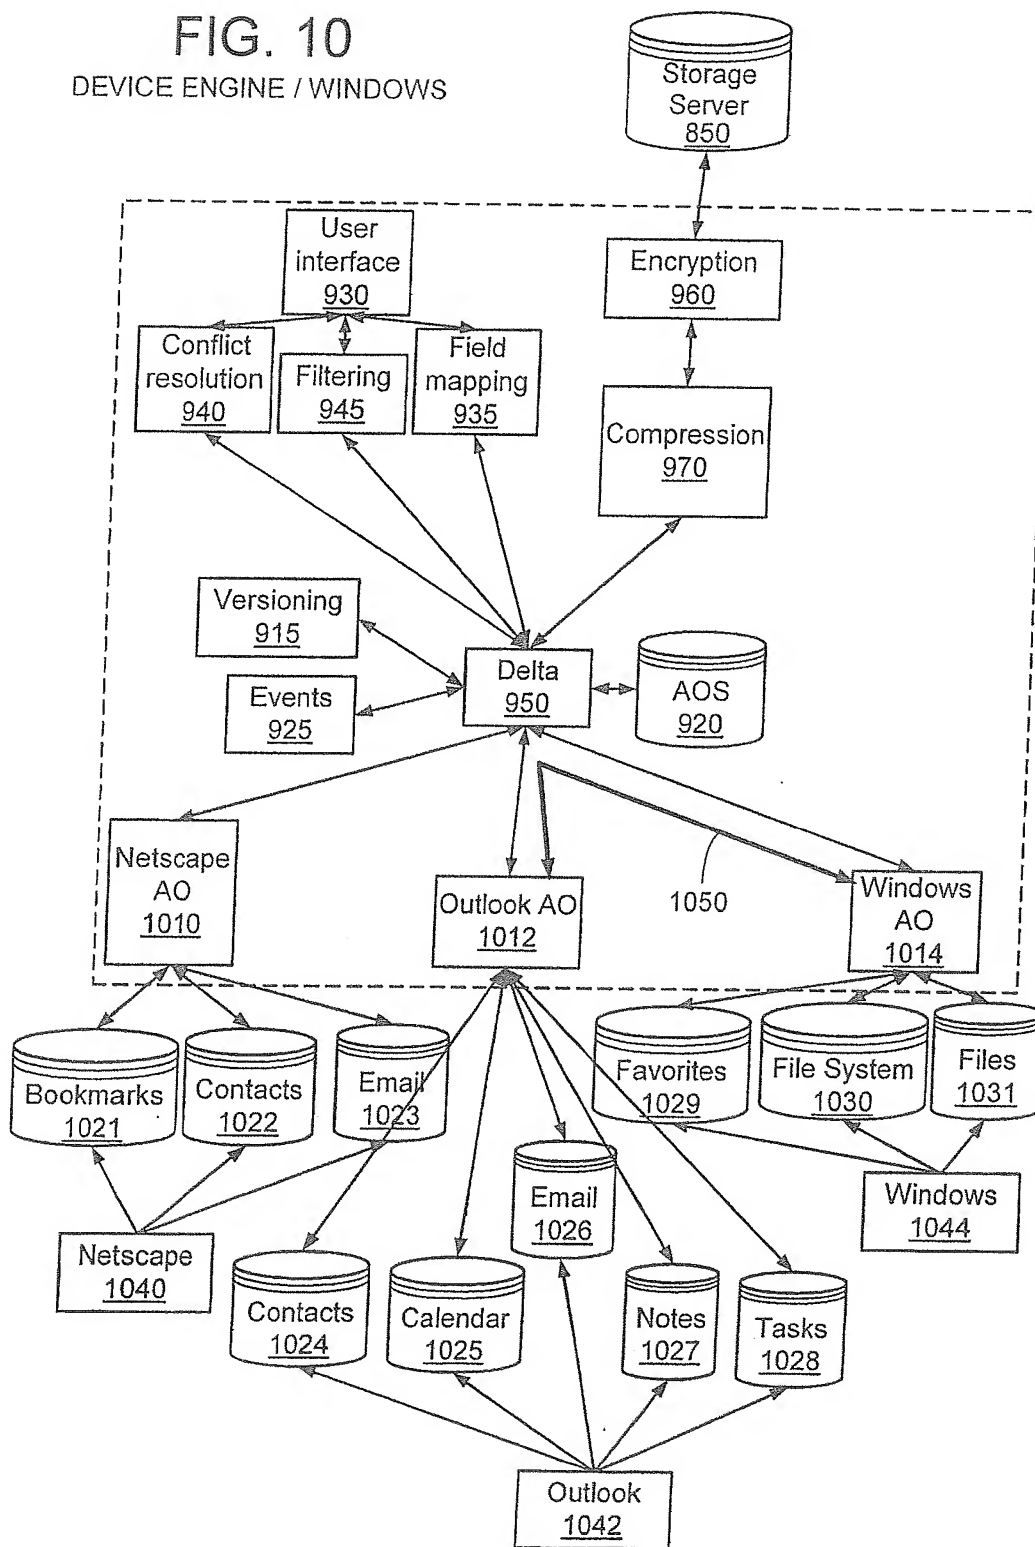 FIG. 10
DEVICE ENGINE / WINDOWS
Storage
Server
850
User
interface
930
Encryption
960
Conflict
resolution
940
Filtering
945
Field
mapping
935
Compression
970
Versioning
915
Events
925
Delta
950
AOS
920
Netscape
AO
1010
Outlook AO
1012
1050
Windows
AO
1014
Bookmarks
1021
Contacts
1022
Email
1023
Favorites
1029
File System
1030
Files
1031
Email
1026
Windows
1044
Netscape
1040
Contacts
1024
Calendar
1025
Notes
1027
Tasks
1028
Outlook
1042